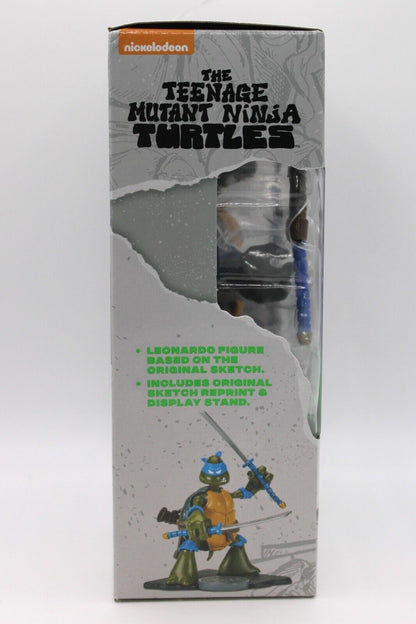 nickelodeon
THE
TEENAGE
MUTANT NINJA
TURTLES
• LEONARDO FIGURE
BASED ON THE
ORIGINAL SKETCH.
• INCLUDES ORIGINAL
SKETCH REPRINT &
DISPLAY STAND.